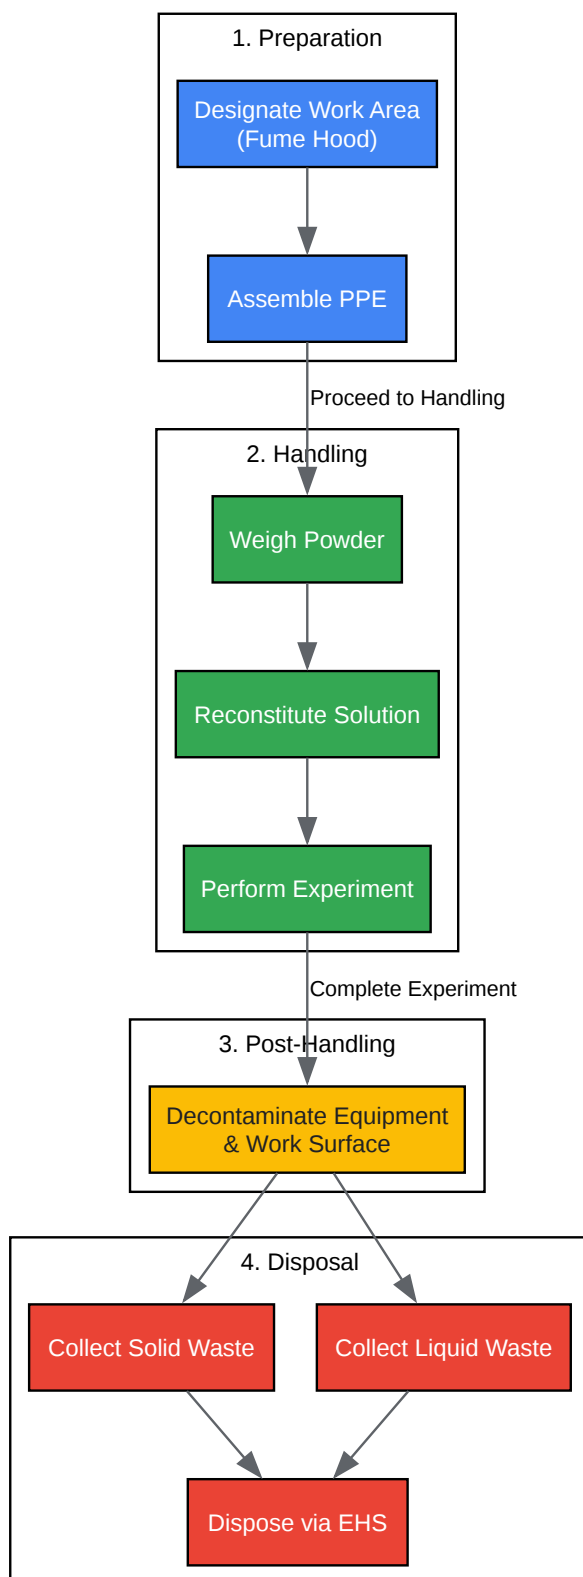 1. Preparation
Designate Work Area
(Fume Hood)
Assemble PPE
Proceed to Handling
2. Handling
Weigh Powder
Reconstitute Solution
Perform Experiment
Complete Experiment
3. Post-Handling
Decontaminate Equipment
& Work Surface
4. Disposal
Collect Solid Waste
Collect Liquid Waste
Dispose via EHS